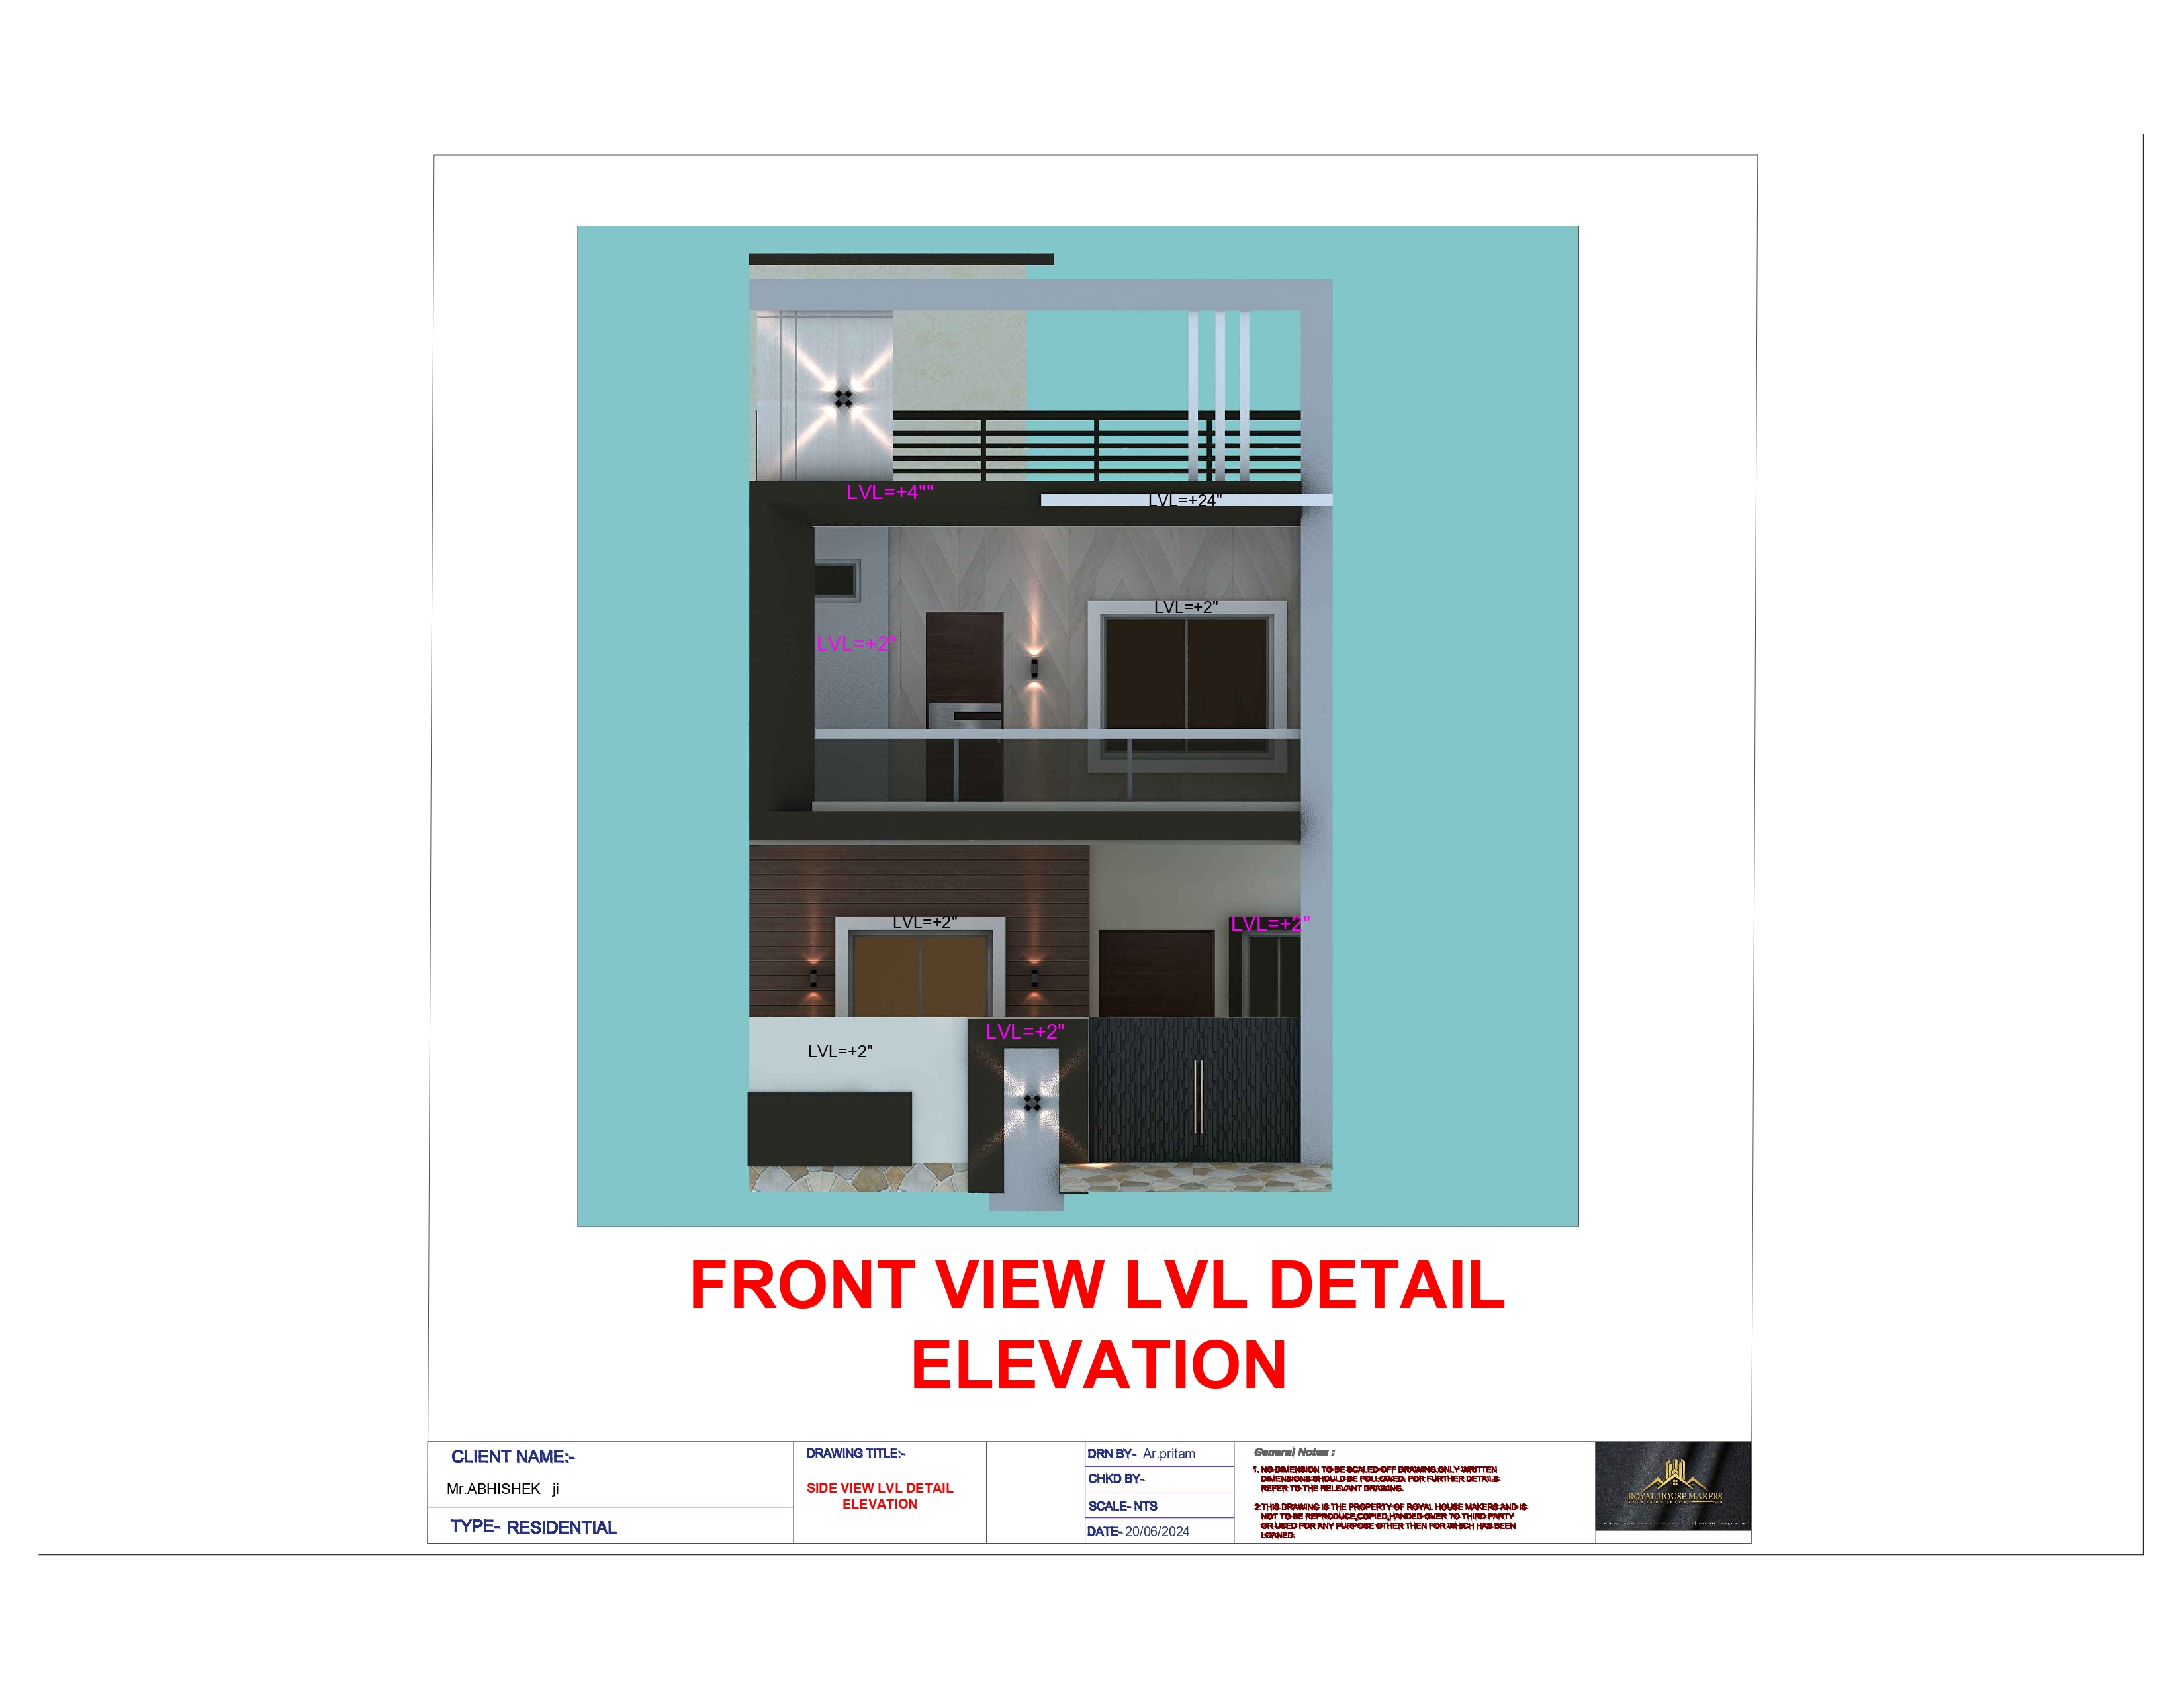 LVL=+4""
LVL=+24"
LVL=+2"
LVL=+2"
LVL=+2"
LVL=+2"
LVL=+2"
LVL=+2"
FRONT VIEW LVL DETAIL
ELEVATION
CLIENT NAME:-
Mr.ABHISHEK ji
TYPE- RESIDENTIAL
DRAWING TITLE:-
SIDE VIEW LVL DETAIL
ELEVATION
DRN BY- Ar.pritam
CHKD BY-
SCALE- NTS
DATE- 20/06/2024
General Notes :
1. NO DIMENSION TO BE SCALED OFF DRAWING.ONLY WRITTEN
DIMENSIONS SHOULD BE FOLLOWED. FOR FURTHER DETAILS
REFER TO THE RELEVANT DRAWING.
2.THIS DRAWING IS THE PROPERTY OF ROYAL HOUSE MAKERS AND IS
NOT TO BE REPRODUCE,COPIED,HANDED OVER TO THIRD PARTY
OR USED FOR ANY PURPOSE OTHER THEN FOR WHICH HAS BEEN
LOANED.
ROYAL HOUSE MAKERS